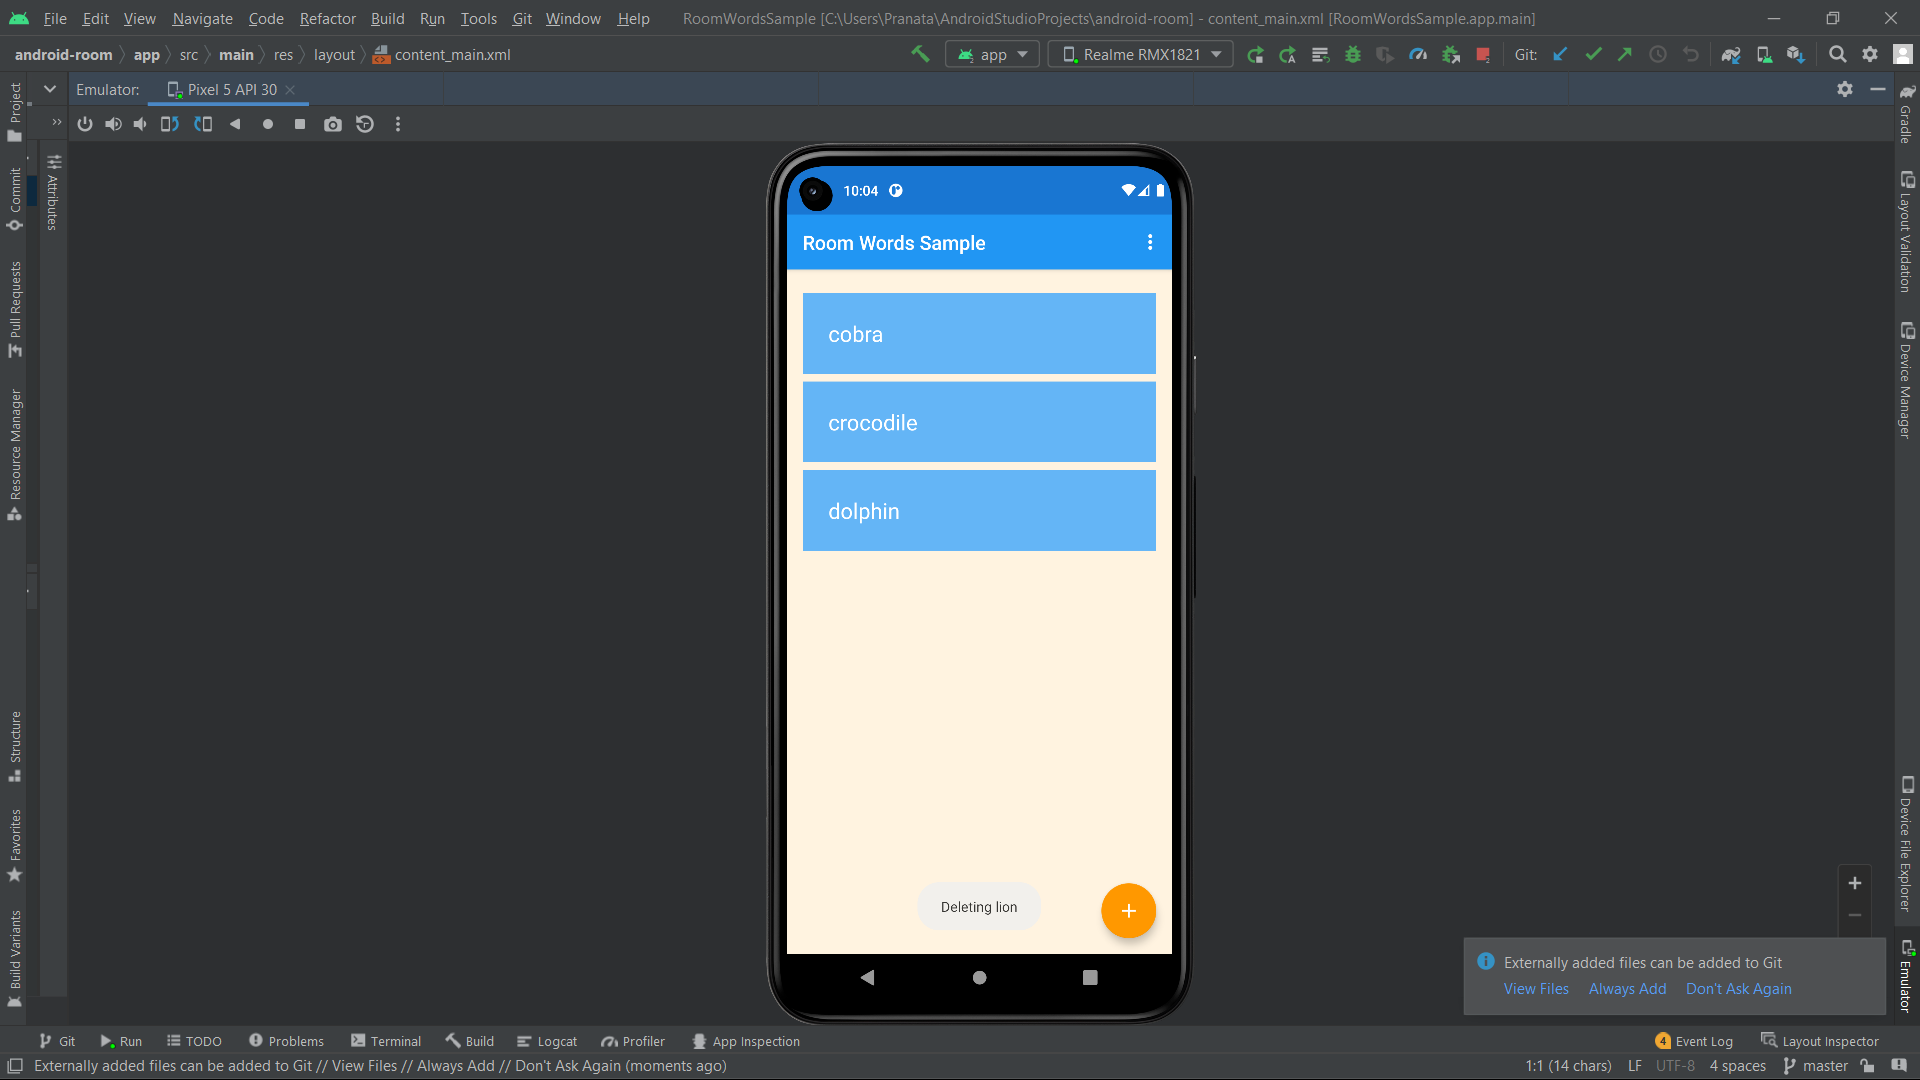 File Edit View Navigate Code Refactor Build Run Tools Git Window Help RoomWordsSample [C:\Users\Pranata\AndroidStudioProjects\android-room] - content_main.xml [RoomWordsSample.app.main]
android-room app src main res layout content_main.xml app Realme RMX1821 Git:
Emulator: Pixel 5 API 30
Project
Commit
Pull Requests
Resource Manager
Structure
Favorites
Build Variants
Attributes
10:04
Room Words Sample
cobra
crocodile
dolphin
Deleting lion
Gradle
Layout Validation
Device Manager
Device File Explorer
Emulator
Externally added files can be added to Git
View Files Always Add Don't Ask Again
Git Run TODO Problems Terminal Build Logcat Profiler App Inspection 4 Event Log Layout Inspector
Externally added files can be added to Git // View Files // Always Add // Don't Ask Again (moments ago) 1:1 (14 chars) LF UTF-8 4 spaces master